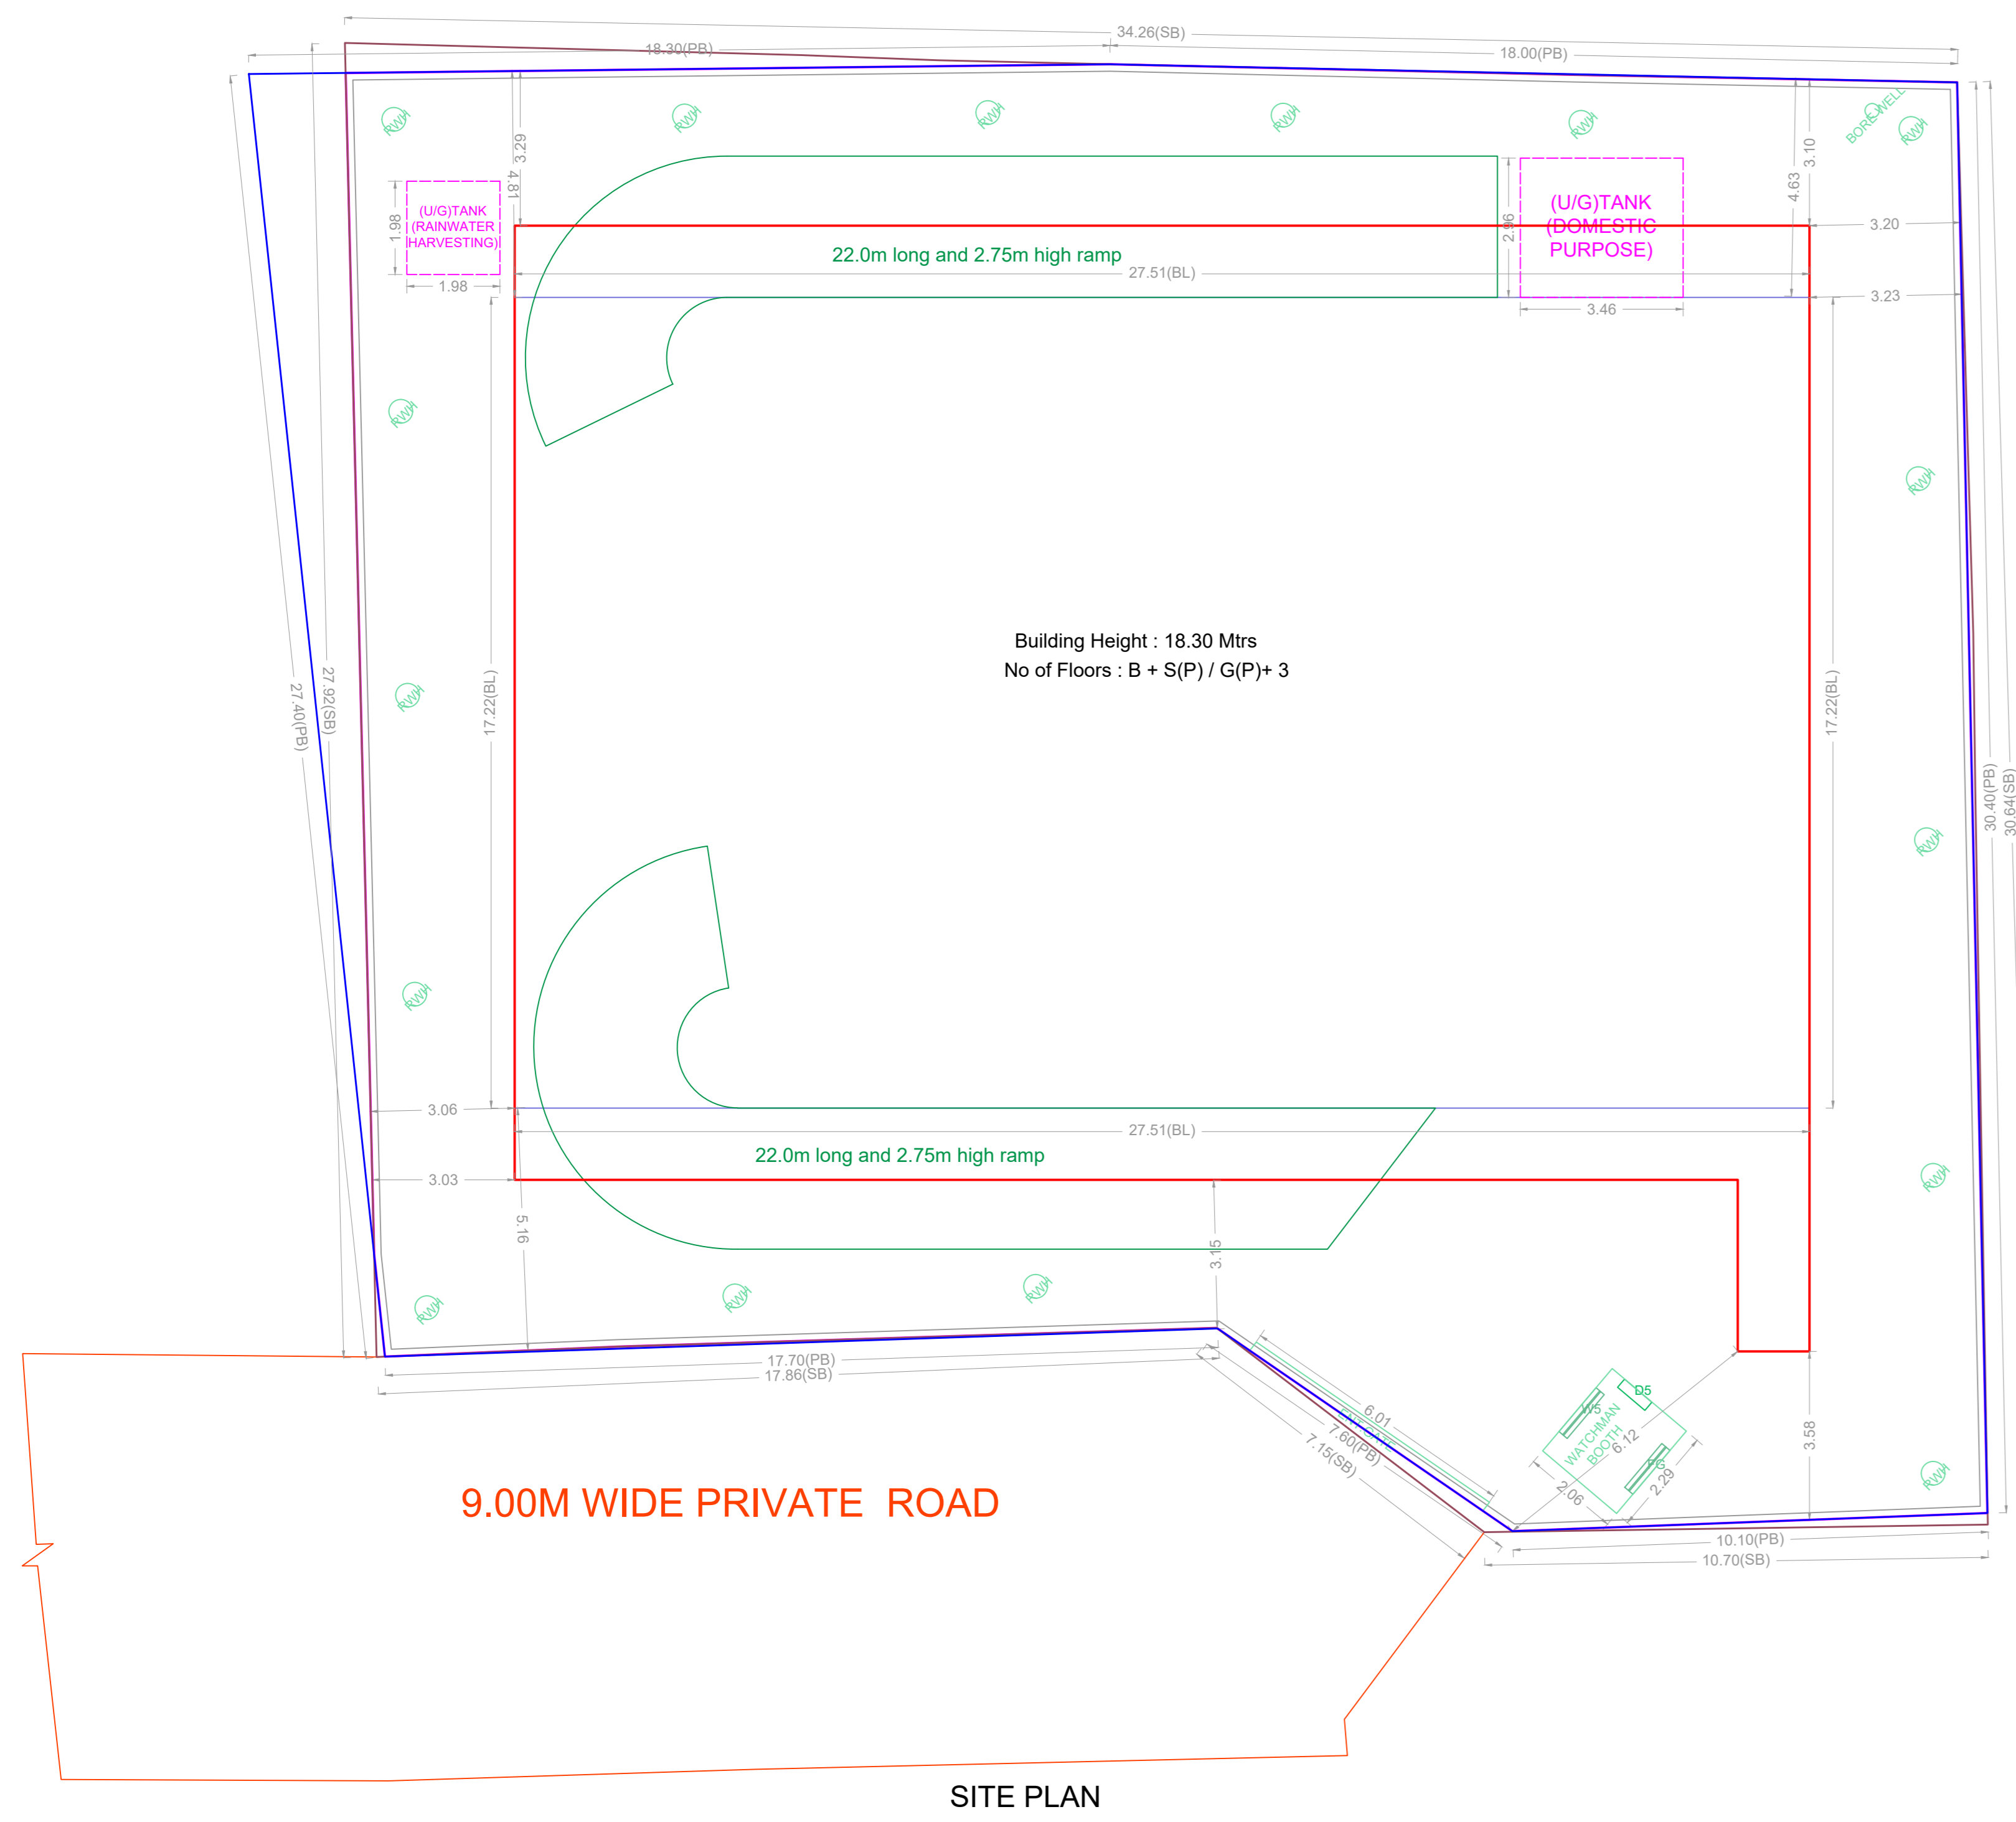 34.26(SB)
18.30(PB)
18.00(PB)
RWH
RWH
RWH
RWH
RWH
BORE WELL
RWH
3.29
4.81
3.10
4.63
(U/G)TANK
(RAINWATER
HARVESTING)
1.98
1.98
(U/G)TANK
(DOMESTIC
PURPOSE)
2.96
3.46
3.20
3.23
22.0m long and 2.75m high ramp
27.51(BL)
RWH
RWH
Building Height : 18.30 Mtrs
No of Floors : B + S(P) / G(P)+ 3
27.40(PB)
27.92(SB)
17.22(BL)
17.22(BL)
RWH
30.40(PB)
30.64(SB)
RWH
RWH
3.06
27.51(BL)
22.0m long and 2.75m high ramp
3.03
RWH
5.16
3.15
RWH
RWH
RWH
17.70(PB)
17.86(SB)
6.01
7.60(PB)
7.15(SB)
D5
W5
WATCHMAN
BOOTH
6.12
FG
2.06
2.29
3.58
RWH
10.10(PB)
10.70(SB)
9.00M WIDE PRIVATE ROAD
SITE PLAN